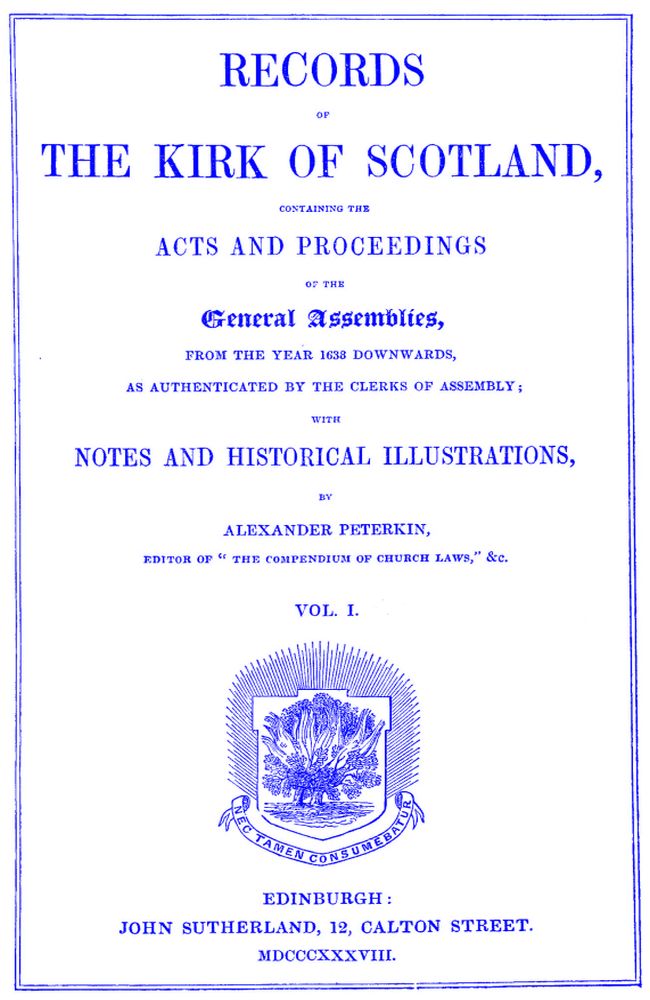 RECORDS
OF
THE KIRK OF SCOTLAND,
CONTAINING THE
ACTS AND PROCEEDINGS
OF THE
General Assemblies,
FROM THE YEAR 1638 DOWNWARDS,
AS AUTHENTICATED BY THE CLERKS OF ASSEMBLY;
WITH
NOTES AND HISTORICAL ILLUSTRATIONS,
BY
ALEXANDER PETERKIN,
EDITOR OF “ THE COMPENDIUM OF CHURCH LAWS,” &c.
VOL. I.
NEC TAMEN CONSUMEBATUR
EDINBURGH:
JOHN SUTHERLAND, 12, CALTON STREET.
MDCCCXXXVIII.